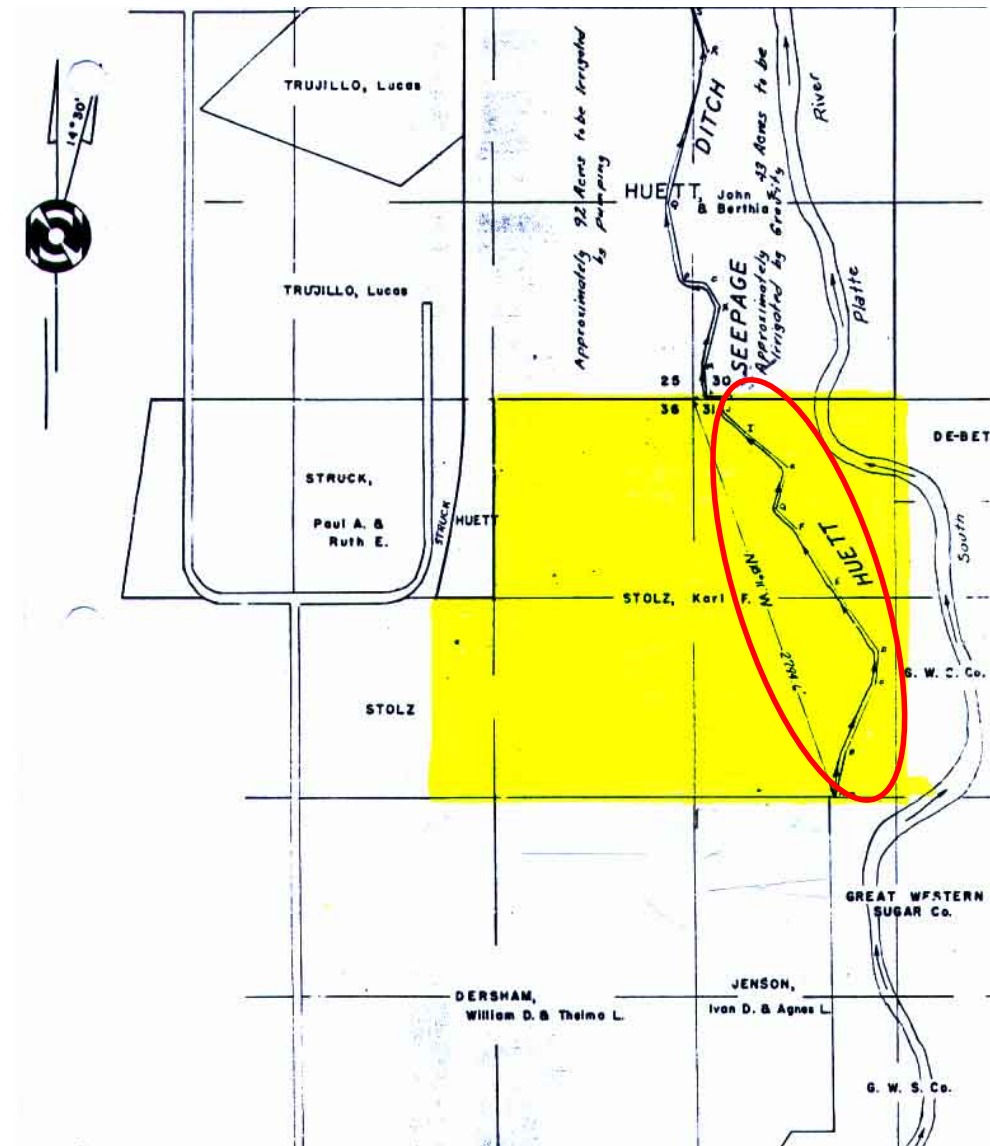 14° 30'
TRUJILLO, Lucas
Approximately 92 Acres to be Irrigated
by Pumping
DITCH
River
HUETT, John
& Berthia
Approximately 43 Acres to be
Irrigated by Gravity
TRUJILLO, Lucas
SEEPAGE
Platte
25 30
36 31
DE-BET
STRUCK,
Paul A. &
Ruth E.
STRUCK
HUETT
HUETT
South
STOLZ, Karl F.
STOLZ
GREAT WESTERN
SUGAR Co.
DERSHAM,
William D. & Thelma L.
JENSON,
Ivan D. & Agnes L.
G. W. S. Co.